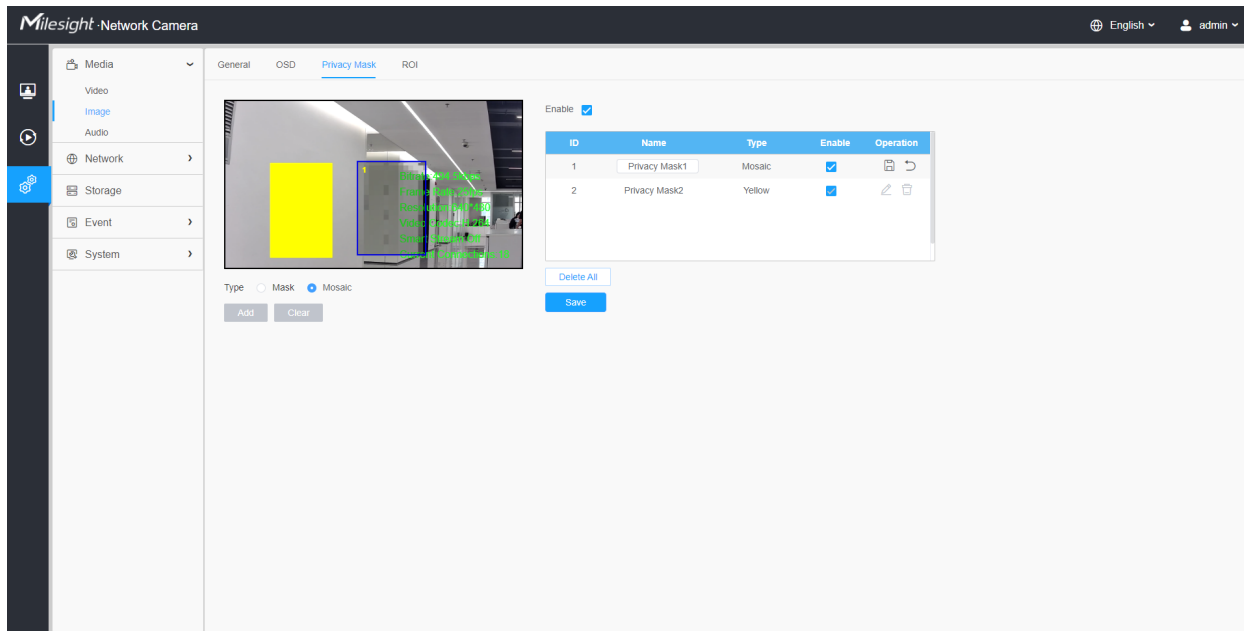 Milesight ·Network Camera
English
admin
Media
Video
Image
Audio
Network
Storage
Event
System
General OSD Privacy Mask ROI
1
Type Mask Mosaic
Add Clear
Enable
ID Name Type Enable Operation
1 Privacy Mask1 Mosaic
2 Privacy Mask2 Yellow
Delete All
Save